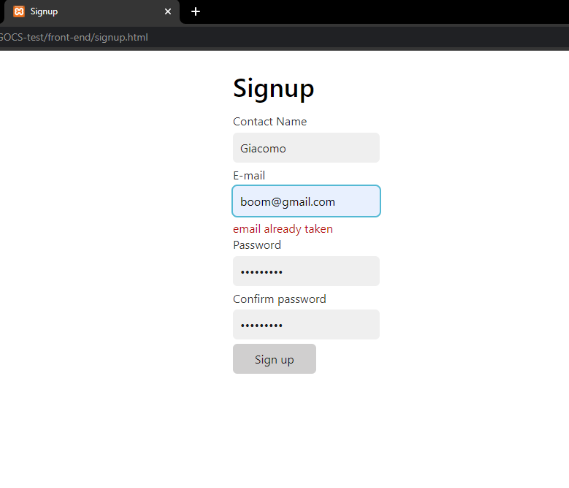 Signup
GOCS-test/front-end/signup.html
Signup
Contact Name
Giacomo
E-mail
boom@gmail.com
email already taken
Password
•••••••••
Confirm password
•••••••••
Sign up